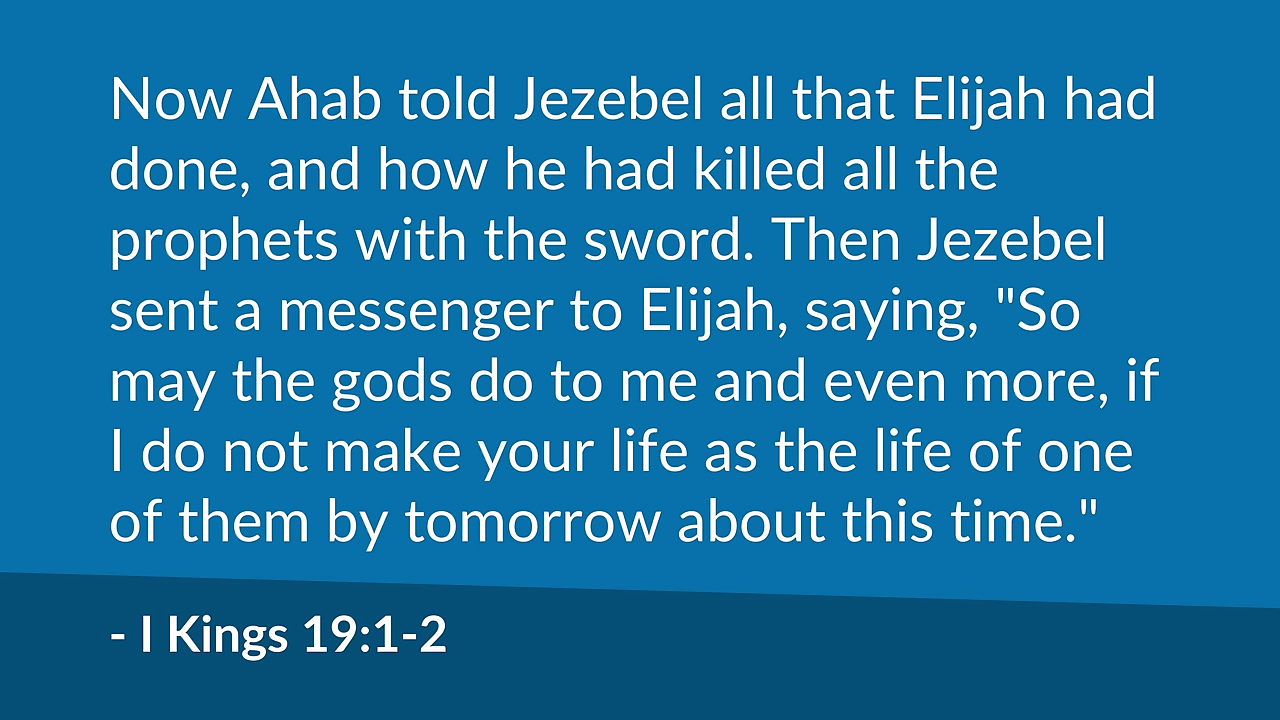 Now Ahab told Jezebel all that Elijah had
done, and how he had killed all the
prophets with the sword. Then Jezebel
sent a messenger to Elijah, saying, "So
may the gods do to me and even more, if
I do not make your life as the life of one
of them by tomorrow about this time."
- I Kings 19:1-2